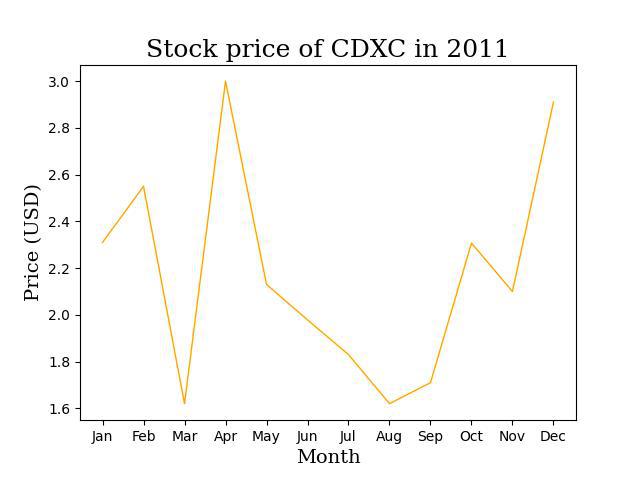 Stock price of CDXC in 2011
3.0
2.8
2.6
2.4
2.2
2.0
1.8
1.6
Price (USD)
Jan Feb Mar Apr May Jun Jul Aug Sep Oct Nov Dec
Month